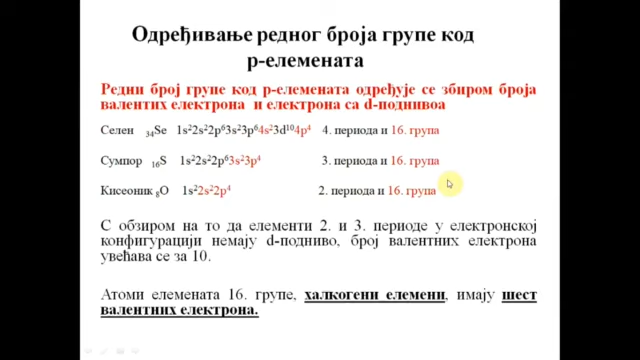 Одређивање редног броја групе код
p-елемената
Редни број групе код p-елемената одређује се збиром броја
валентих електрона и електрона са d-поднивоа
Селен ₃₄Se 1s²2s²2p⁶3s²3p⁶4s²3d¹⁰4p⁴ 4. периода и 16. група
Сумпор ₁₆S 1s²2s²2p⁶3s²3p⁴ 3. периода и 16. група
Кисеоник ₈O 1s²2s²2p⁴ 2. периода и 16. група
С обзиром на то да елементи 2. и 3. периоде у електронској
конфигурацији немају d-подниво, број валентних електрона
увећава се за 10.
Атоми елемената 16. групе, халкогени елемени, имају шест
валентних електрона.